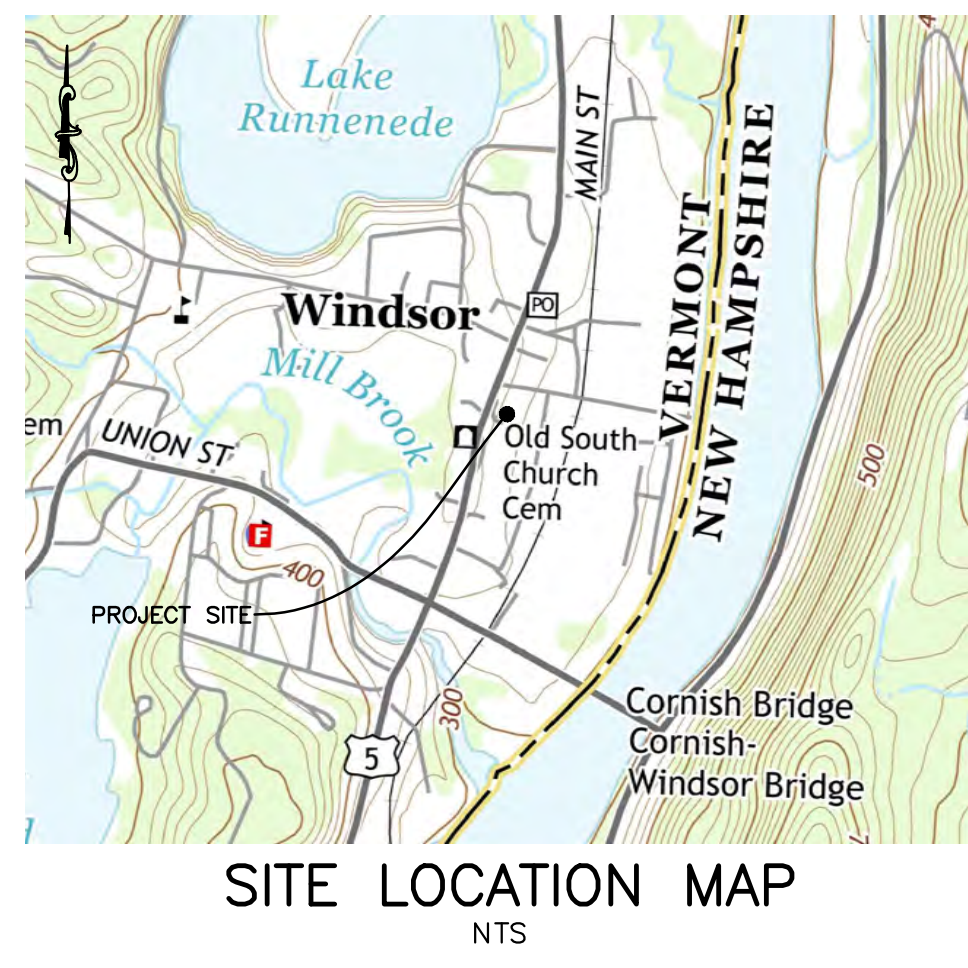 Lake
Runnenede
MAIN ST
VERMONT
NEW HAMPSHIRE
PO
Windsor
Mill Brook
em
UNION ST
Old South
Church
Cem
500
F
400
PROJECT SITE
300
5
Cornish Bridge
Cornish-
Windsor Bridge
SITE LOCATION MAP
NTS